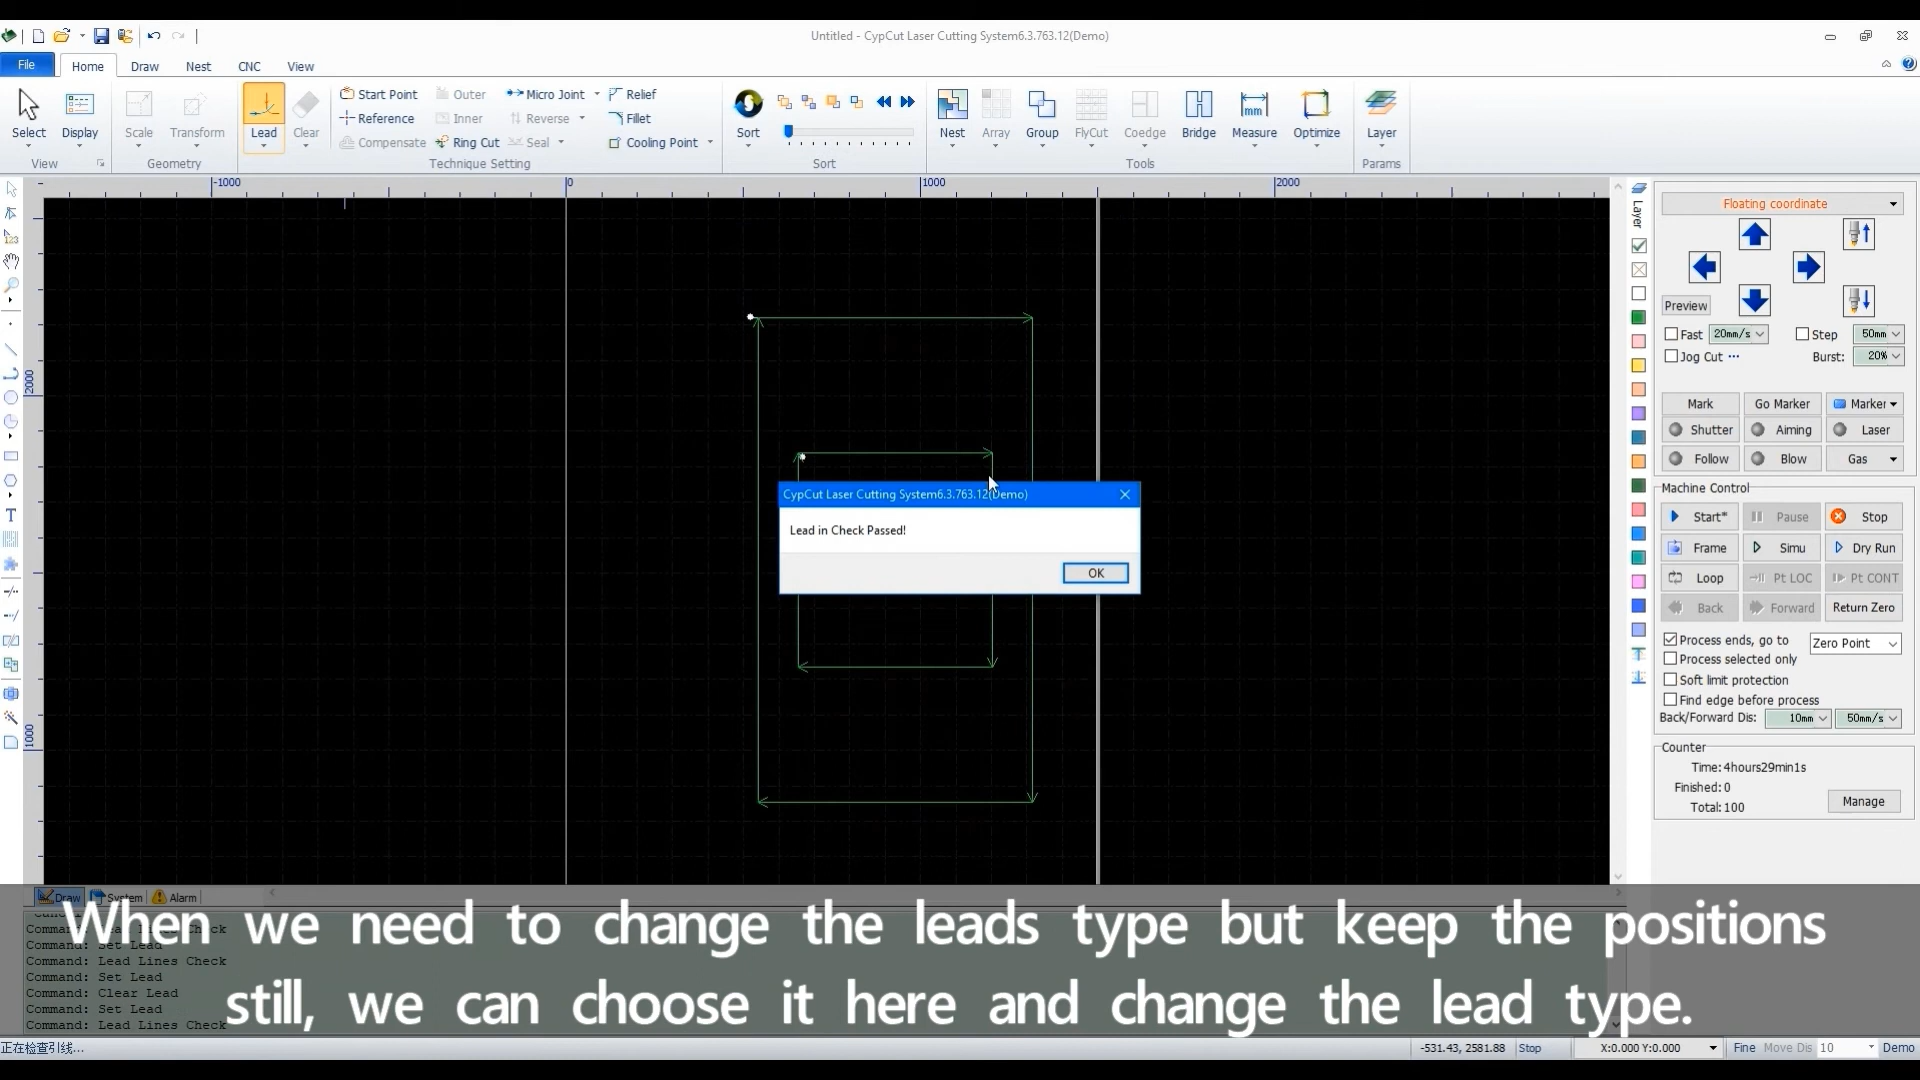 Untitled - CypCut Laser Cutting System6.3.763.12(Demo)
File Home Draw Nest CNC View
Select Display Scale Transform Lead Clear
Start Point Outer Micro Joint Relief
Reference Inner Reverse Fillet
Compensate Ring Cut Seal Cooling Point
Sort Nest Array Group FlyCut Coedge Bridge Measure Optimize Layer
View Geometry Technique Setting Sort Tools Params
-1000 0 1000 2000
2000
1000
123
Layer
Floating coordinate
Preview
Fast 20mm/s Step 50mm
Jog Cut ... Burst: 20%
Mark Go Marker Marker
Shutter Aiming Laser
Follow Blow Gas
Machine Control
Start* Pause Stop
Frame Simu Dry Run
Loop Pt LOC Pt CONT
Back Forward Return Zero
Process ends, go to Zero Point
Process selected only
Soft limit protection
Find edge before process
Back/Forward Dis: 10mm 50mm/s
Counter
Time: 4hours29min1s
Finished: 0
Total: 100
Manage
CypCut Laser Cutting System6.3.763.12(Demo)
Lead in Check Passed!
OK
Draw System Alarm
Command: Set Lead
Command: Lead Lines Check
Command: Set Lead
Command: Clear Lead
Command: Set Lead
Command: Lead Lines Check
When we need to change the leads type but keep the positions
still, we can choose it here and change the lead type.
正在检查引线...
-531.43, 2581.88 Stop X:0.000 Y:0.000 Fine Move Dis 10 Demo